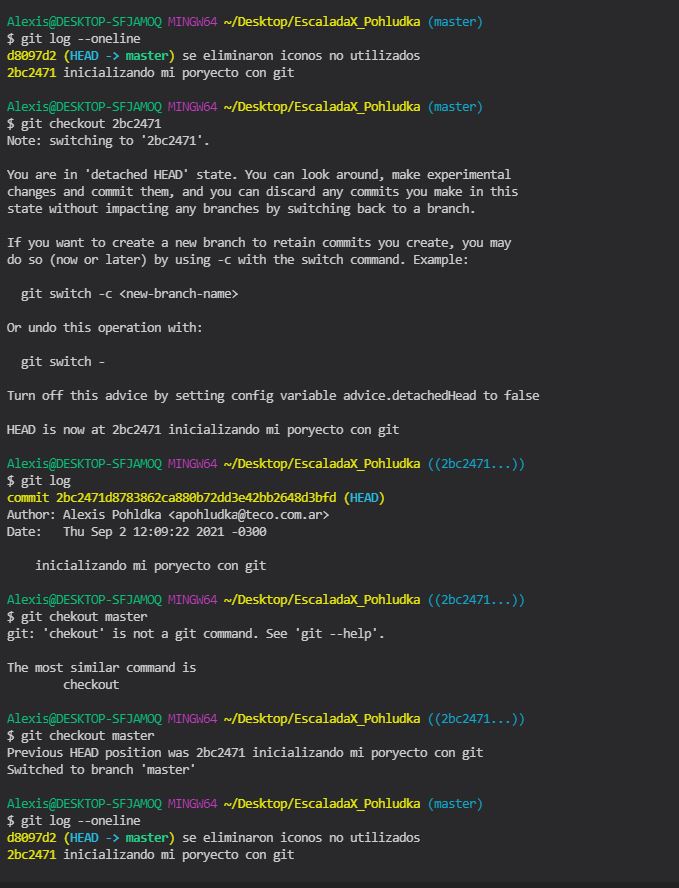 Alexis@DESKTOP-SFJAMOQ MINGW64 ~/Desktop/EscaladaX_Pohludka (master)
$ git log --oneline
d8097d2 (HEAD -> master) se eliminaron iconos no utilizados
2bc2471 inicializando mi poryecto con git
Alexis@DESKTOP-SFJAMOQ MINGW64 ~/Desktop/EscaladaX_Pohludka (master)
$ git checkout 2bc2471
Note: switching to '2bc2471'.
You are in 'detached HEAD' state. You can look around, make experimental
changes and commit them, and you can discard any commits you make in this
state without impacting any branches by switching back to a branch.
If you want to create a new branch to retain commits you create, you may
do so (now or later) by using -c with the switch command. Example:
git switch -c <new-branch-name>
Or undo this operation with:
git switch -
Turn off this advice by setting config variable advice.detachedHead to false
HEAD is now at 2bc2471 inicializando mi poryecto con git
Alexis@DESKTOP-SFJAMOQ MINGW64 ~/Desktop/EscaladaX_Pohludka ((2bc2471...))
$ git log
commit 2bc2471d8783862ca880b72dd3e42bb2648d3bfd (HEAD)
Author: Alexis Pohldka <apohludka@teco.com.ar>
Date:   Thu Sep 2 12:09:22 2021 -0300
inicializando mi poryecto con git
Alexis@DESKTOP-SFJAMOQ MINGW64 ~/Desktop/EscaladaX_Pohludka ((2bc2471...))
$ git chekout master
git: 'chekout' is not a git command. See 'git --help'.
The most similar command is
checkout
Alexis@DESKTOP-SFJAMOQ MINGW64 ~/Desktop/EscaladaX_Pohludka ((2bc2471...))
$ git checkout master
Previous HEAD position was 2bc2471 inicializando mi poryecto con git
Switched to branch 'master'
Alexis@DESKTOP-SFJAMOQ MINGW64 ~/Desktop/EscaladaX_Pohludka (master)
$ git log --oneline
d8097d2 (HEAD -> master) se eliminaron iconos no utilizados
2bc2471 inicializando mi poryecto con git